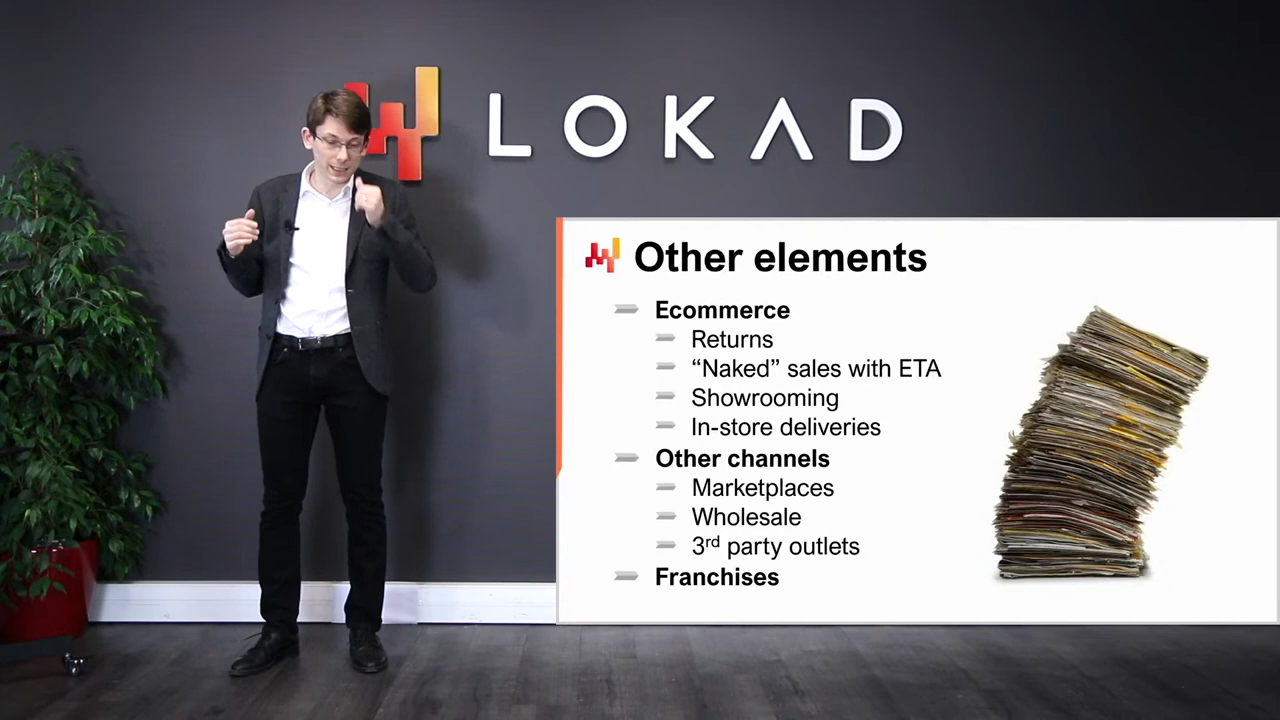 LOKAD
Other elements
Ecommerce
Returns
“Naked” sales with ETA
Showrooming
In-store deliveries
Other channels
Marketplaces
Wholesale
3rd party outlets
Franchises